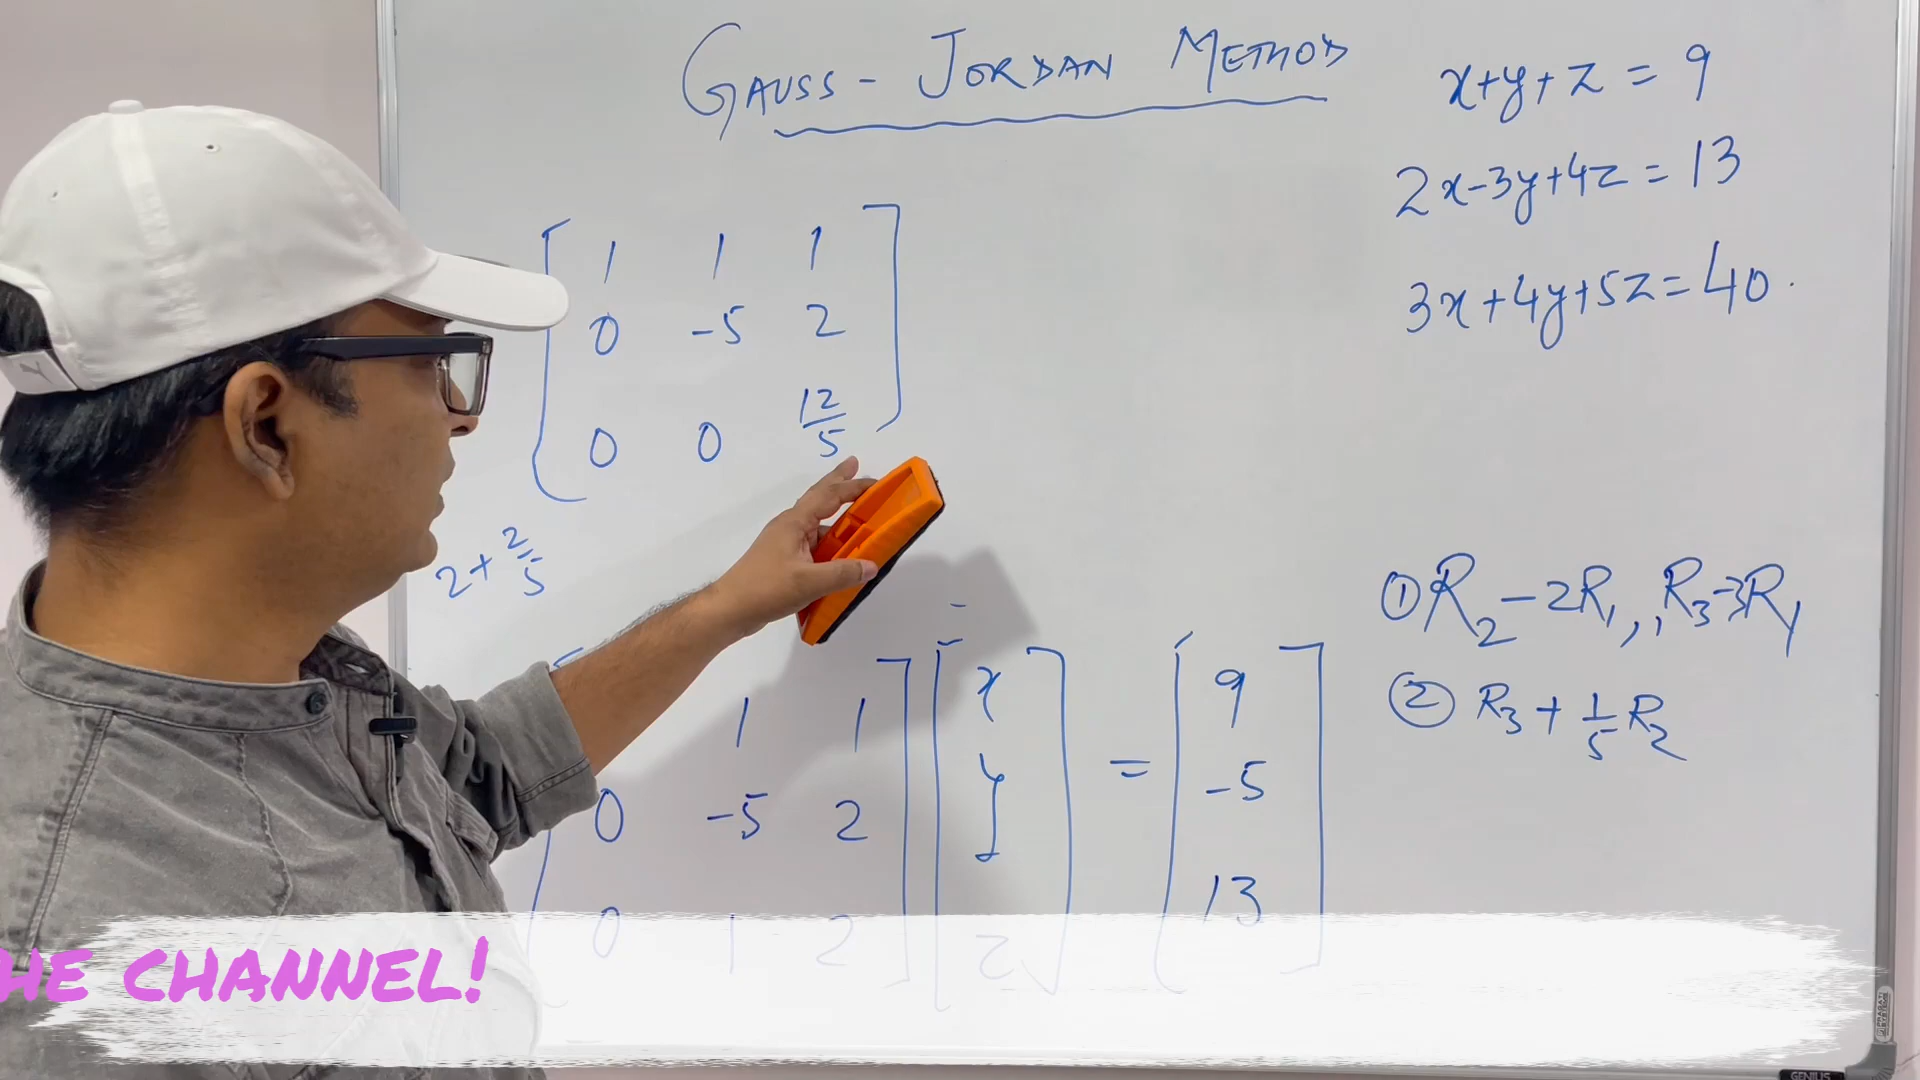 GAUSS - JORDAN METHOD
x+y+z = 9
2x-3y+4z = 13
3x+4y+5z=40.
1 1 1
0 -5 2
0 0 12/5
2+2/5
① R2-2R1,, R3-3R1
② R3+1/5R2
1 1 x 9
0 -5 2 y = -5
0 1 2 z 13
HE CHANNEL!
GENIUS